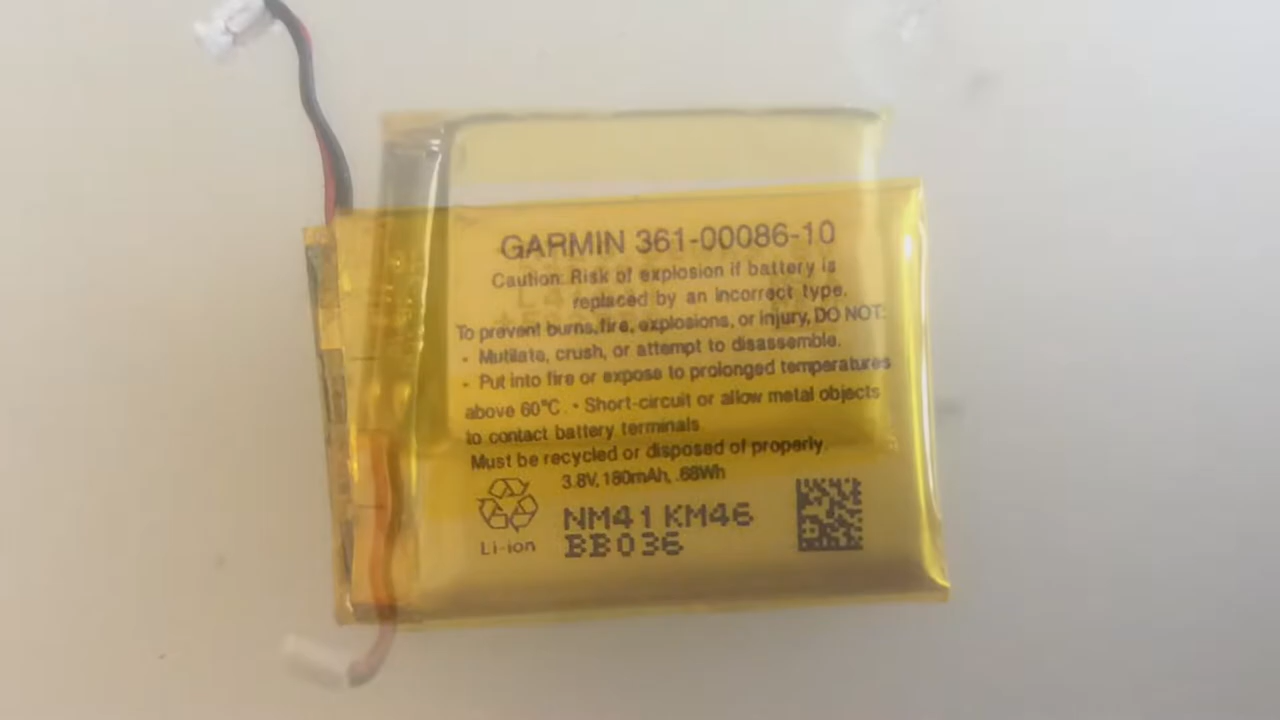 GARMIN 361-00086-10
Caution: Risk of explosion if battery is
replaced by an incorrect type.
To prevent burns, fire, explosions, or injury, DO NOT:
• Mutilate, crush, or attempt to disassemble.
• Put into fire or expose to prolonged temperatures
above 60°C. • Short-circuit or allow metal objects
to contact battery terminals
Must be recycled or disposed of properly.
3.8V, 180mAh, .68Wh
NM41 KM46
Li-ion BB036